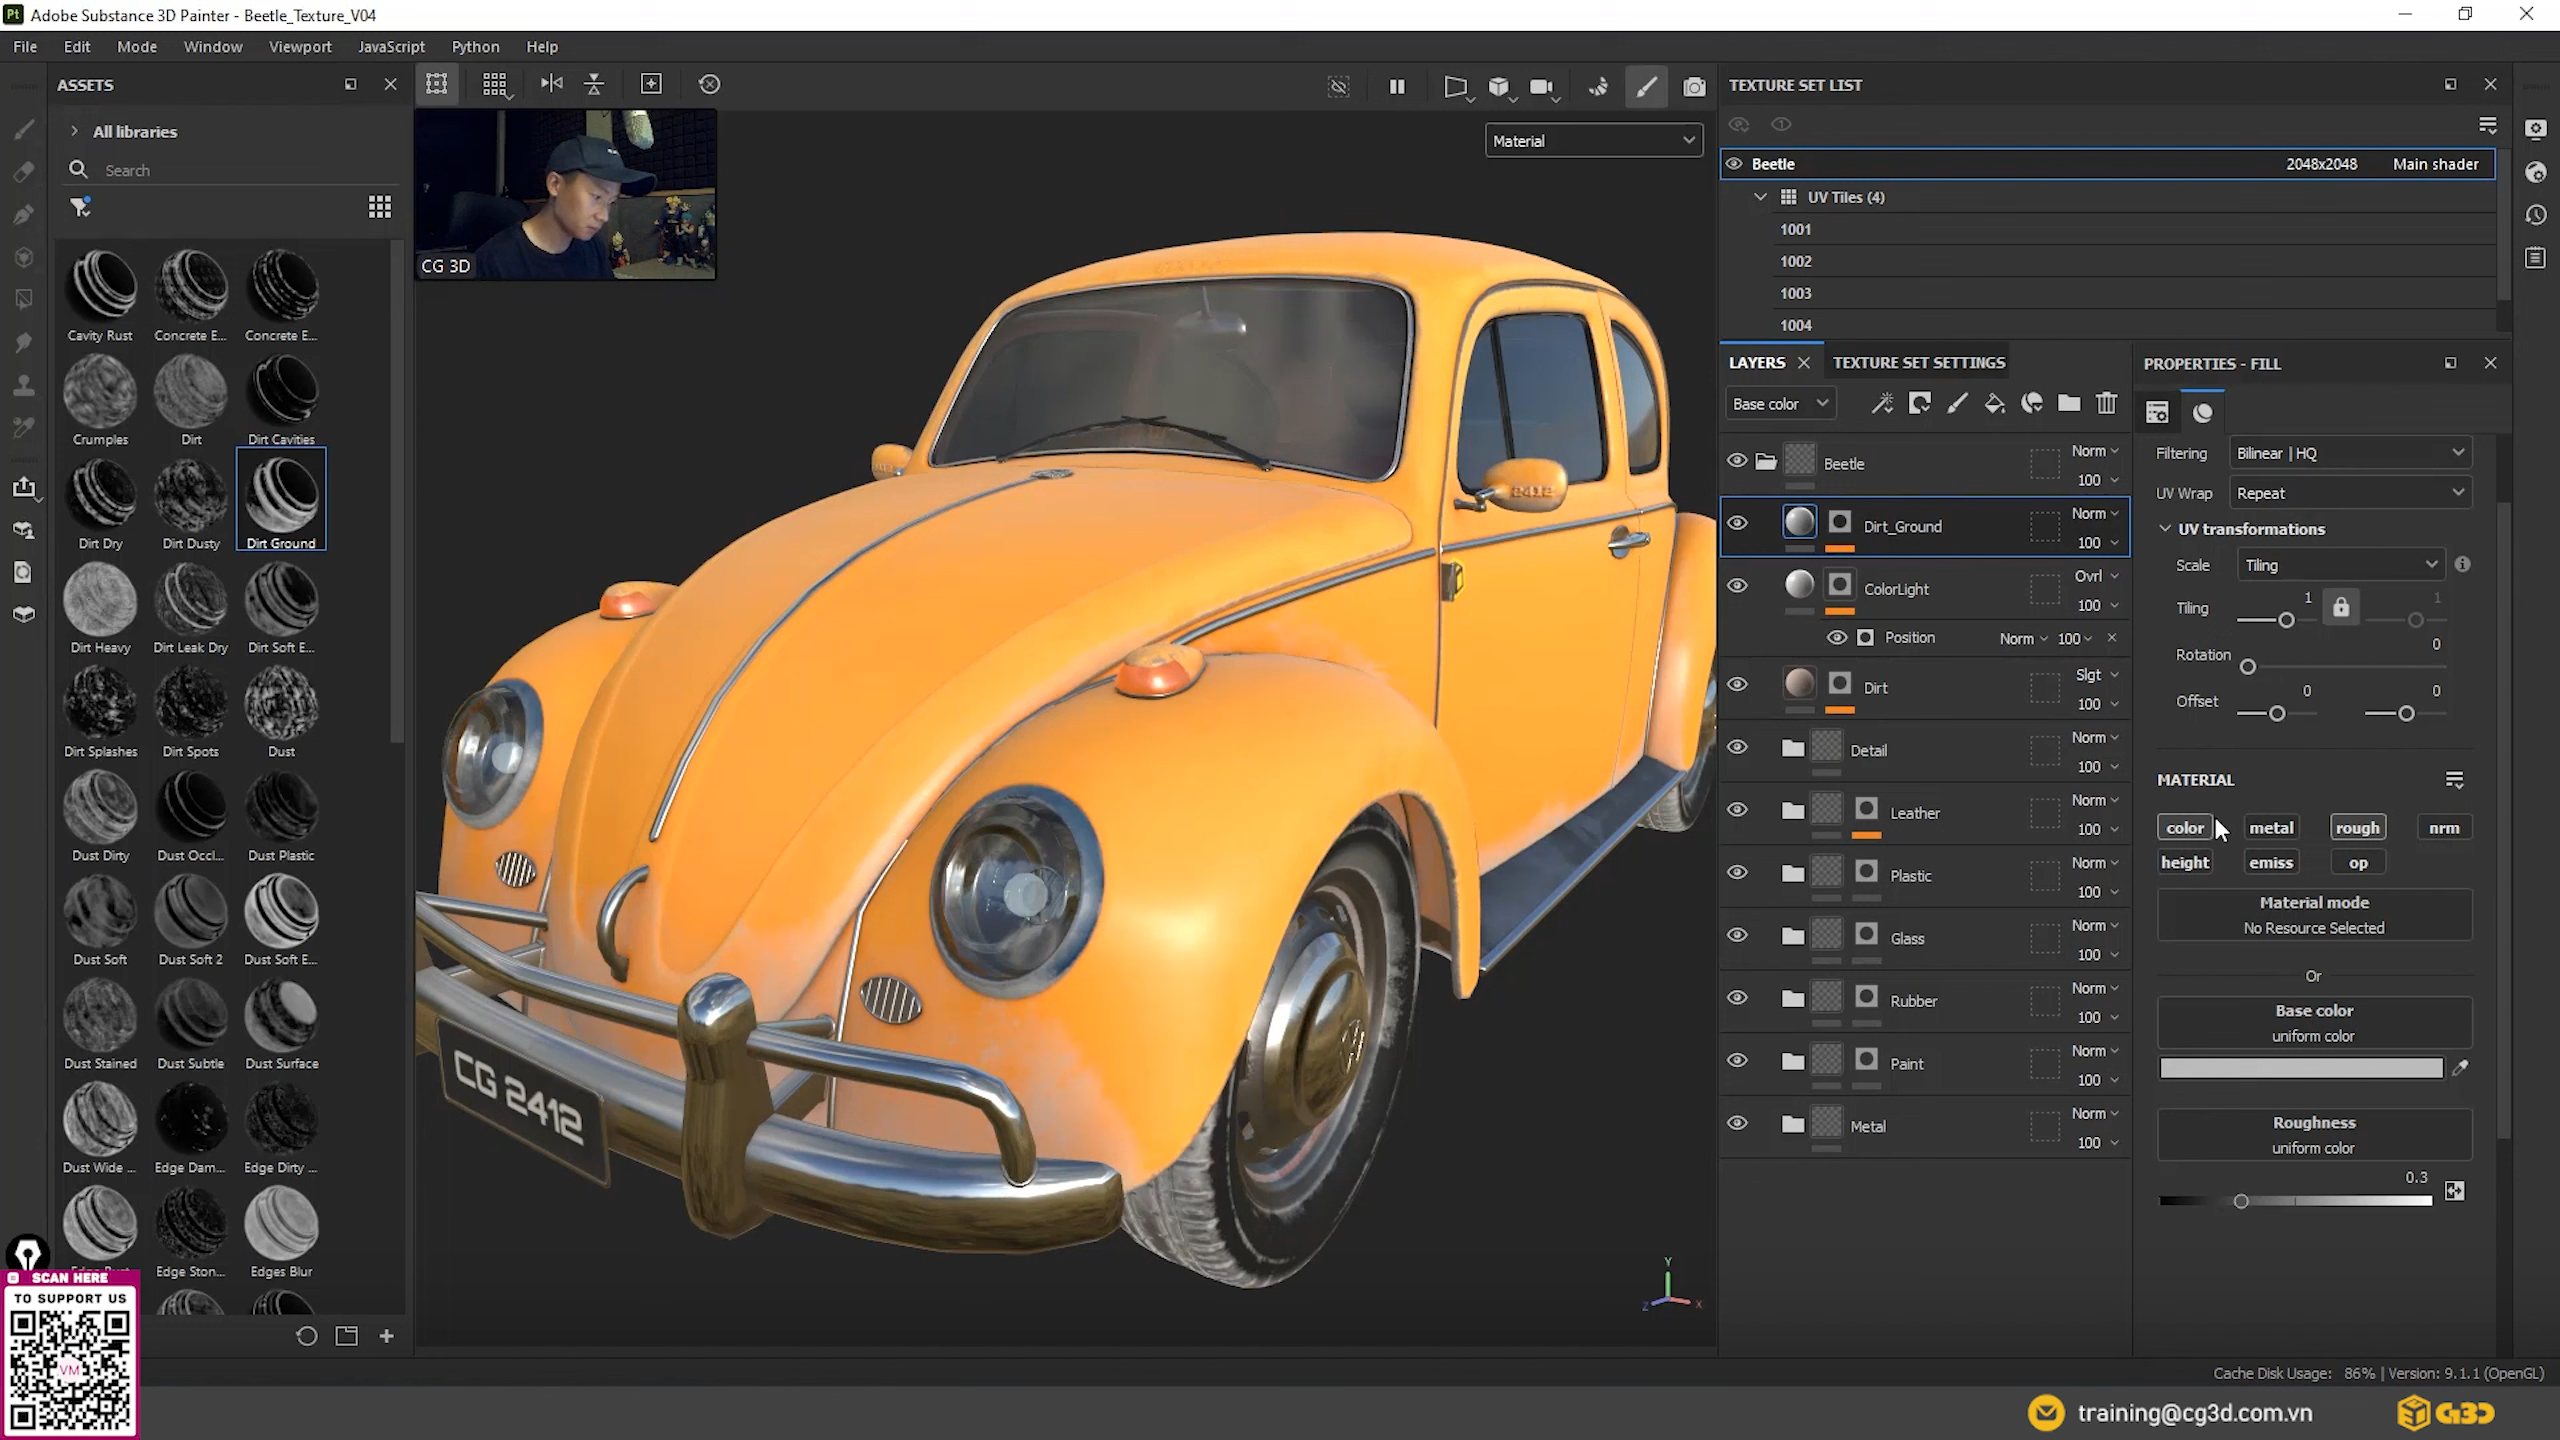 Pt Adobe Substance 3D Painter - Beetle_Texture_V04
File Edit Mode Window Viewport JavaScript Python Help
ASSETS
All libraries
Search
Cavity Rust Concrete E... Concrete E...
Crumples Dirt Dirt Cavities
Dirt Dry Dirt Dusty Dirt Ground
Dirt Heavy Dirt Leak Dry Dirt Soft E...
Dirt Splashes Dirt Spots Dust
Dust Dirty Dust Occl... Dust Plastic
Dust Soft Dust Soft 2 Dust Soft E...
Dust Stained Dust Subtle Dust Surface
Dust Wide ... Edge Dam... Edge Dirty ...
Edge Ston... Edges Blur
SCAN HERE
TO SUPPORT US
VM
CG 3D
Material
2412
CG 2412
Y
Z X
TEXTURE SET LIST
Beetle 2048x2048 Main shader
UV Tiles (4)
1001
1002
1003
1004
LAYERS TEXTURE SET SETTINGS
Base color
Beetle Norm 100
Dirt_Ground Norm 100
ColorLight Ovrl 100
Position Norm 100
Dirt Slgt 100
Detail Norm 100
Leather Norm 100
Plastic Norm 100
Glass Norm 100
Rubber Norm 100
Paint Norm 100
Metal Norm 100
PROPERTIES - FILL
Filtering Bilinear | HQ
UV Wrap Repeat
UV transformations
Scale Tiling
Tiling 1 1
Rotation 0
Offset 0 0
MATERIAL
color metal rough nrm
height emiss op
Material mode
No Resource Selected
Or
Base color
uniform color
Roughness
uniform color
0.3
Cache Disk Usage: 86% | Version: 9.1.1 (OpenGL)
training@cg3d.com.vn
CG3D